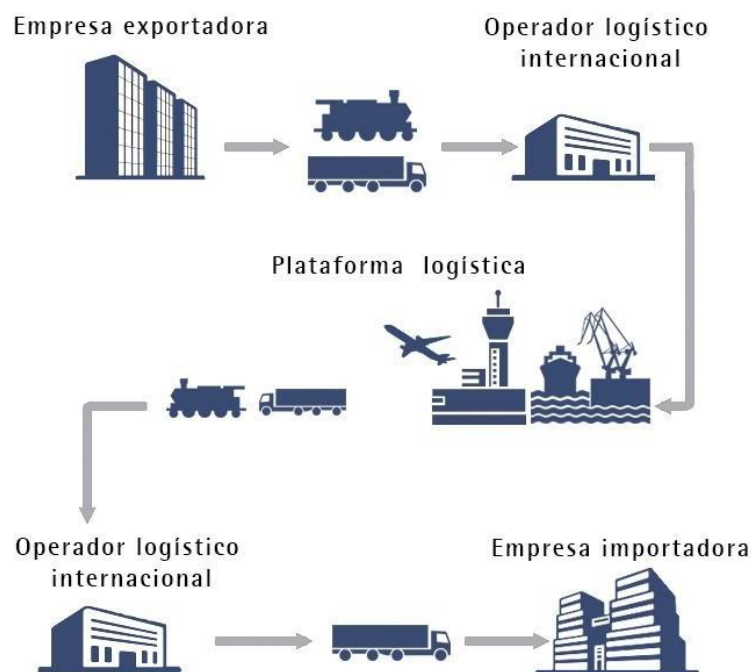 Empresa exportadora
Operador logístico
internacional
Plataforma logística
Operador logístico
internacional
Empresa importadora